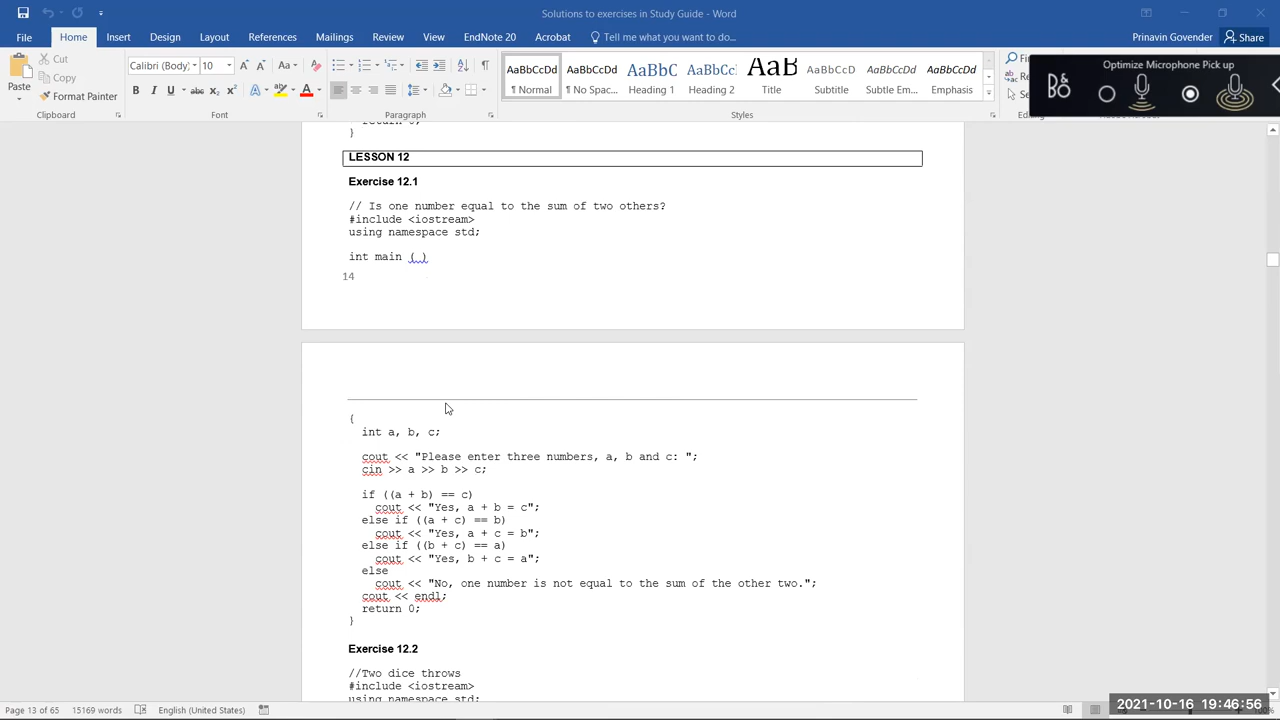 Solutions to exercises in Study Guide - Word
Prinavin Govender
Share
File
Home
Insert
Design
Layout
References
Mailings
Review
View
EndNote 20
Acrobat
Tell me what you want to do...
Optimize Microphone Pick up
Paste
Cut
Copy
Format Painter
Calibri (Body)
10
Clipboard
Font
Paragraph
AaBbCcDd
¶ Normal
AaBbCcDd
¶ No Spac...
AaBbC
Heading 1
AaBbCc
Heading 2
AaB
Title
AaBbCcD
Subtitle
AaBbCcDd
Subtle Em...
AaBbCcDd
Emphasis
Styles
}
LESSON 12
Exercise 12.1
// Is one number equal to the sum of two others?
#include <iostream>
using namespace std;
int main ( )
14
{
int a, b, c;
cout << "Please enter three numbers, a, b and c: ";
cin >> a >> b >> c;
if ((a + b) == c)
cout << "Yes, a + b = c";
else if ((a + c) == b)
cout << "Yes, a + c = b";
else if ((b + c) == a)
cout << "Yes, b + c = a";
else
cout << "No, one number is not equal to the sum of the other two.";
cout << endl;
return 0;
}
Exercise 12.2
//Two dice throws
#include <iostream>
using namespace std;
Page 13 of 65
15169 words
English (United States)
2021-10-16 19:46:56